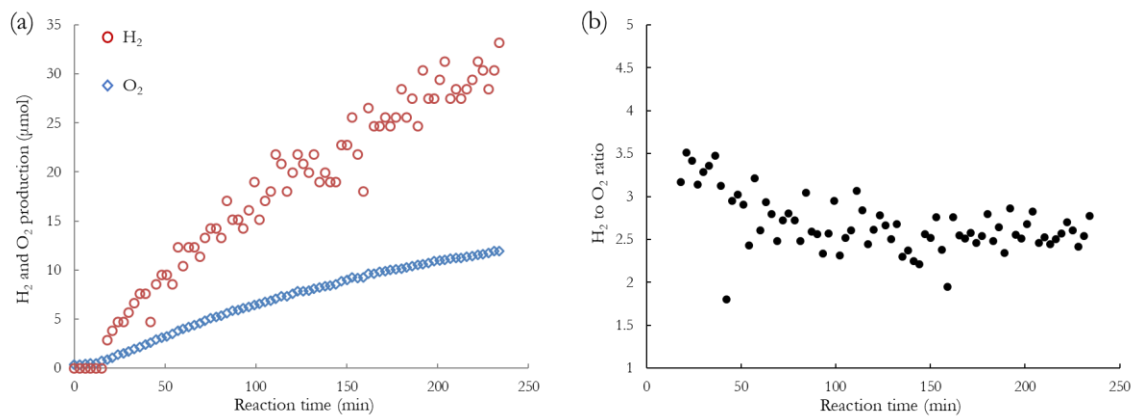 (a)
H₂
O₂
H₂ and O₂ production (µmol)
35
30
25
20
15
10
5
0
0 50 100 150 200 250
Reaction time (min)
(b)
H₂ to O₂ ratio
5
4.5
4
3.5
3
2.5
2
1.5
1
0 50 100 150 200 250
Reaction time (min)